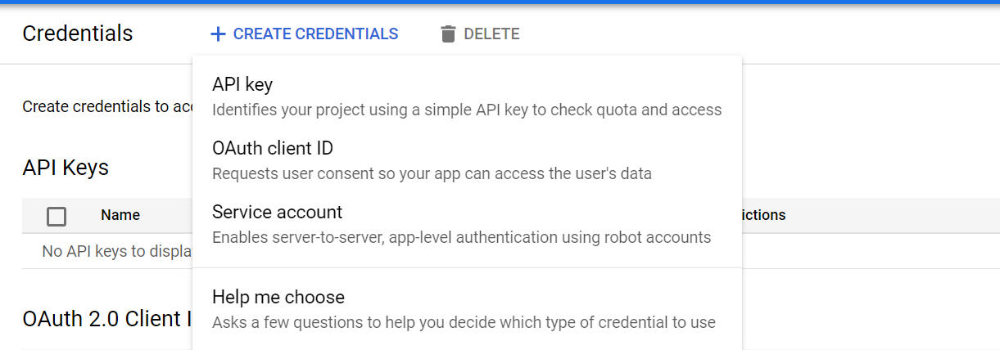 Credentials
CREATE CREDENTIALS
DELETE
API key
Identifies your project using a simple API key to check quota and access
Create credentials to acc
OAuth client ID
Requests user consent so your app can access the user's data
API Keys
Service account
Enables server-to-server, app-level authentication using robot accounts
Name
ictions
No API keys to displa
Help me choose
Asks a few questions to help you decide which type of credential to use
OAuth 2.0 Client I